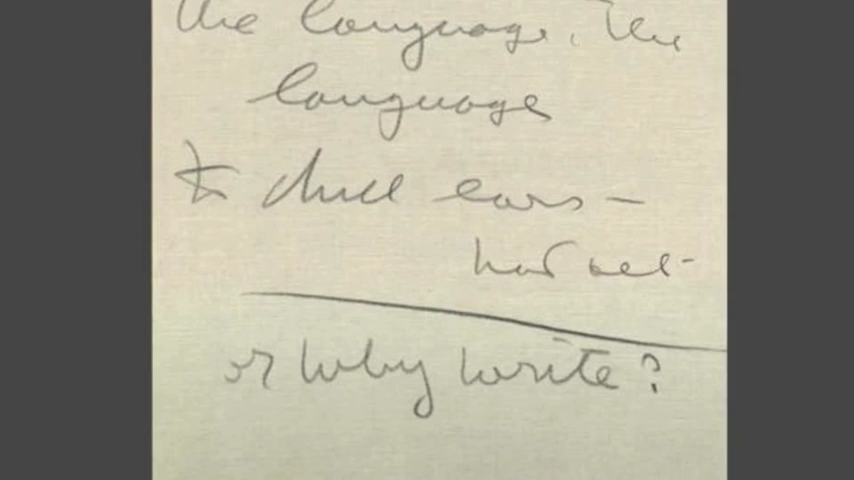 the language. The
language
to dull ears –
or Why write?